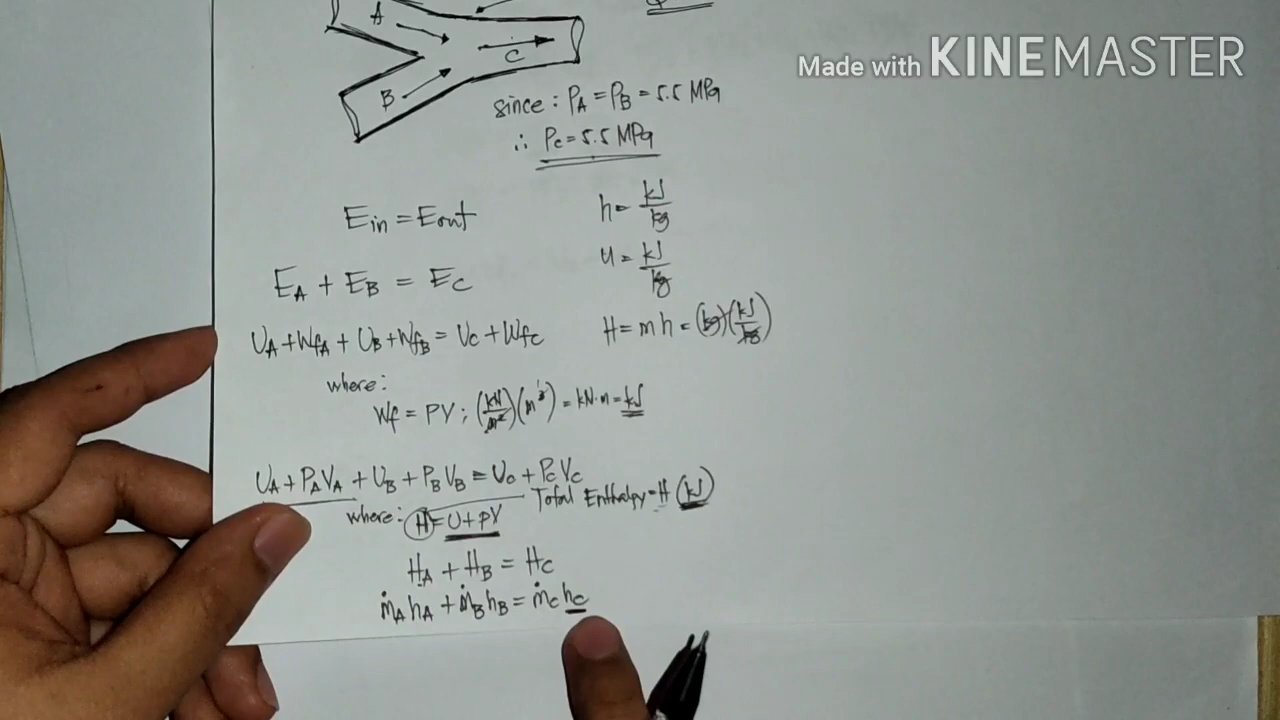 Made with KINEMASTER
A
C
B
since: PA = PB = 5.5 MPa
∴ Pc = 5.5 MPa
Ein = Eout
h = kJ/kg
u = kJ/kg
EA + EB = EC
UA + WfA + UB + WfB = UC + WfC
H = mh = (kg)(kJ/kg)
where:
Wf = PV ; (kN/m²)(m³) = kN·m = kJ
UA + PAVA + UB + PBVB = UC + PCVC
where: H = U + PV
Total Enthalpy = H (kJ)
HA + HB = HC
ṁA hA + ṁB hB = ṁC hC